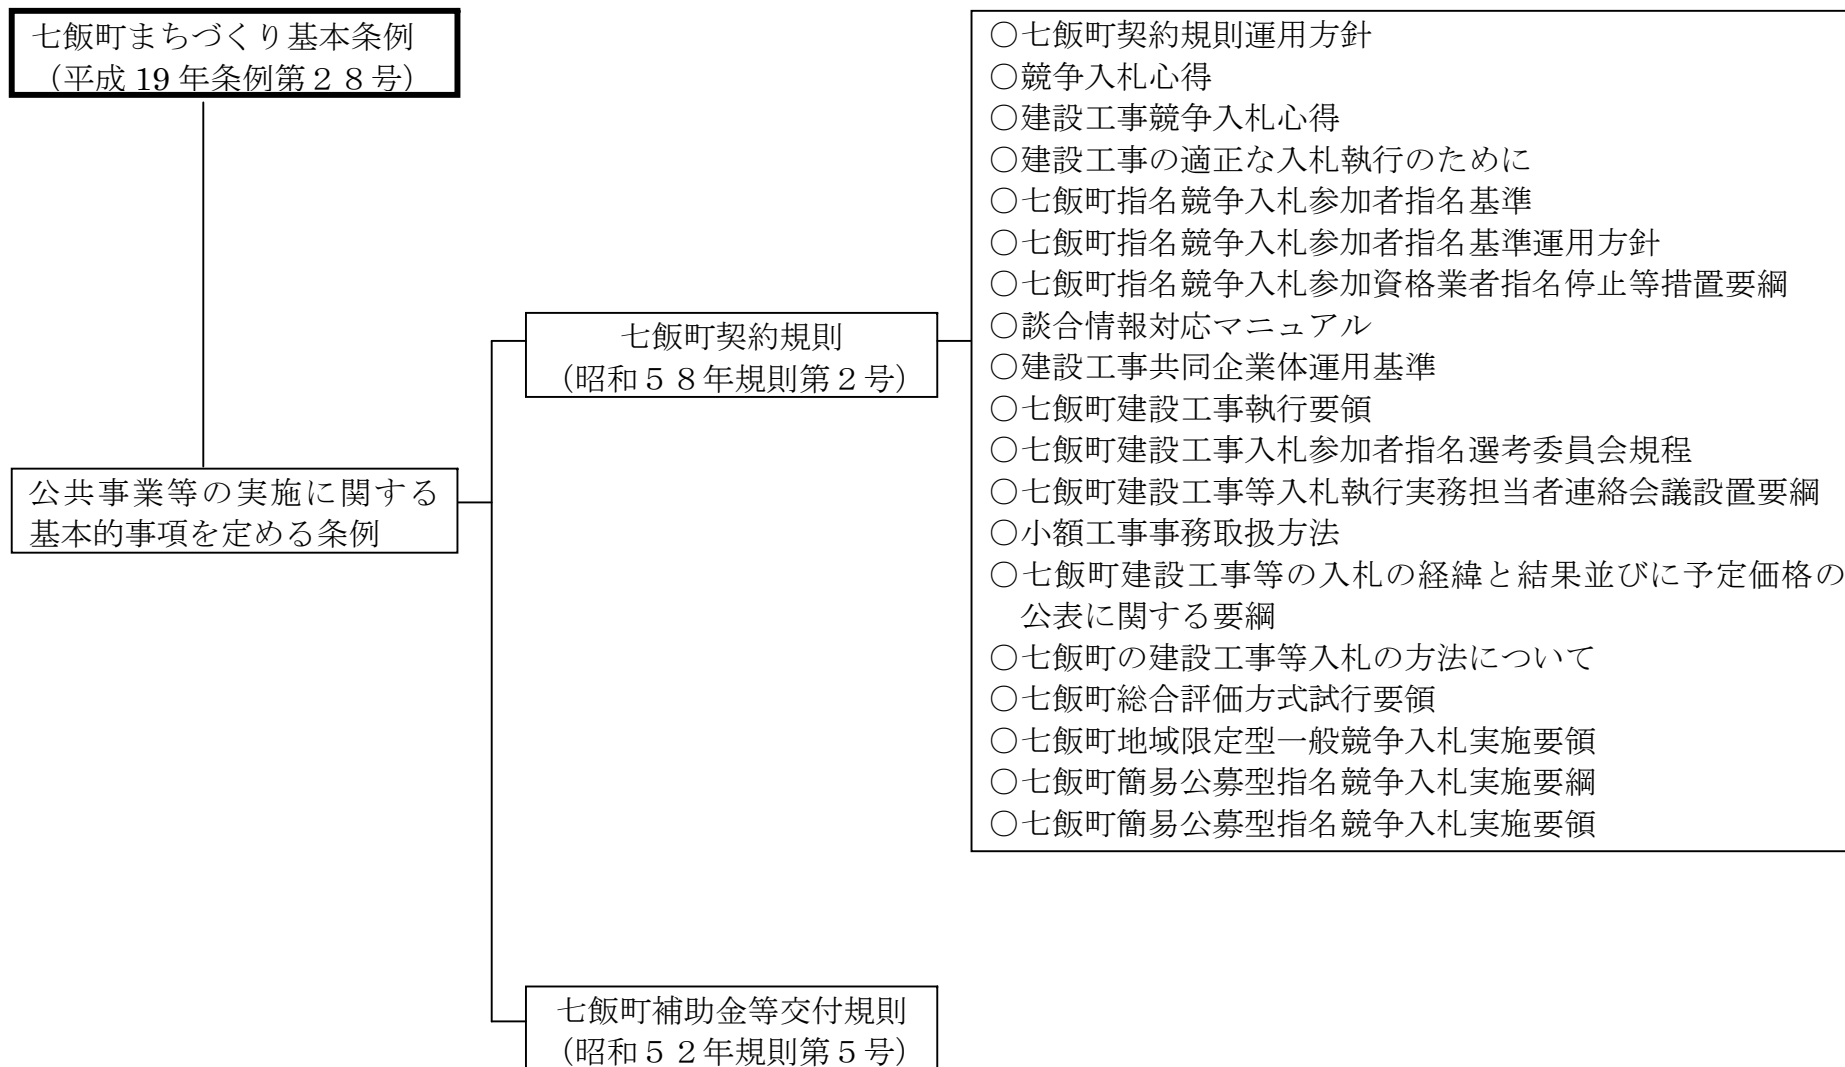 七飯町まちづくり基本条例
（平成 19 年条例第２８号）
公共事業等の実施に関する
基本的事項を定める条例
七飯町契約規則
（昭和５８年規則第２号）
七飯町補助金等交付規則
（昭和５２年規則第５号）
○七飯町契約規則運用方針
○競争入札心得
○建設工事競争入札心得
○建設工事の適正な入札執行のために
○七飯町指名競争入札参加者指名基準
○七飯町指名競争入札参加者指名基準運用方針
○七飯町指名競争入札参加資格業者指名停止等措置要綱
○談合情報対応マニュアル
○建設工事共同企業体運用基準
○七飯町建設工事執行要領
○七飯町建設工事入札参加者指名選考委員会規程
○七飯町建設工事等入札執行実務担当者連絡会議設置要綱
○小額工事事務取扱方法
○七飯町建設工事等の入札の経緯と結果並びに予定価格の
公表に関する要綱
○七飯町の建設工事等入札の方法について
○七飯町総合評価方式試行要領
○七飯町地域限定型一般競争入札実施要領
○七飯町簡易公募型指名競争入札実施要綱
○七飯町簡易公募型指名競争入札実施要領